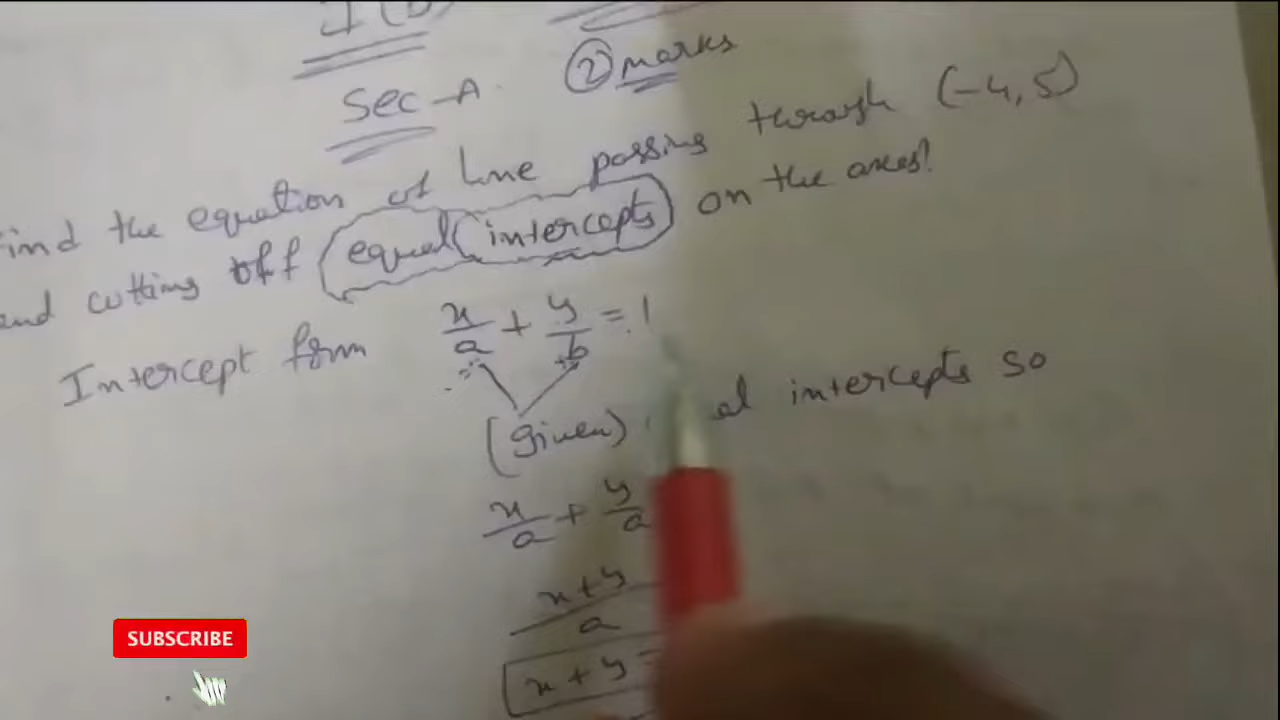 Sec-A. (2) marks
Find the equation of line passing through (-4,5)
and cutting off equal intercepts on the axes?
Intercept form x/a + y/b = 1
(given) al intercepts so
x/a + y/a
x+y/a
x+y =
SUBSCRIBE